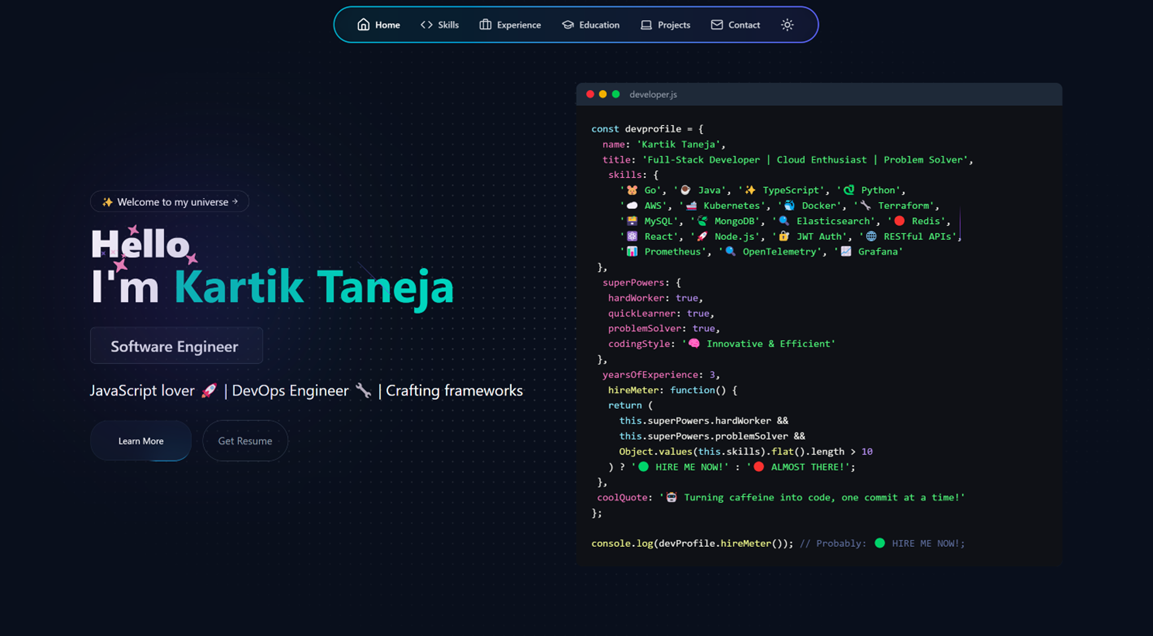 Home Skills Experience Education Projects Contact
✨ Welcome to my universe →
Hello
I'm Kartik Taneja
Software Engineer
JavaScript lover 🚀 | DevOps Engineer 🔧 | Crafting frameworks
Learn More Get Resume
developer.js
const devprofile = {
name: 'Kartik Taneja',
title: 'Full-Stack Developer | Cloud Enthusiast | Problem Solver',
skills: {
'🐹 Go', '☕ Java', '✨ TypeScript', '🐍 Python',
'☁️ AWS', '🚢 Kubernetes', '🐳 Docker', '🔧 Terraform',
'🗃️ MySQL', '🍃 MongoDB', '🔍 Elasticsearch', '🔴 Redis',
'⚛️ React', '🚀 Node.js', '🔐 JWT Auth', '🌐 RESTful APIs',
'📊 Prometheus', '🔍 OpenTelemetry', '📈 Grafana'
},
superPowers: {
hardWorker: true,
quickLearner: true,
problemSolver: true,
codingStyle: '🧠 Innovative & Efficient'
},
yearsOfExperience: 3,
hireMeter: function() {
return (
this.superPowers.hardWorker &&
this.superPowers.problemSolver &&
Object.values(this.skills).flat().length > 10
) ? '🟢 HIRE ME NOW!' : '🔴 ALMOST THERE!';
},
coolQuote: '🤖 Turning caffeine into code, one commit at a time!'
};
console.log(devProfile.hireMeter()); // Probably: 🟢 HIRE ME NOW!;